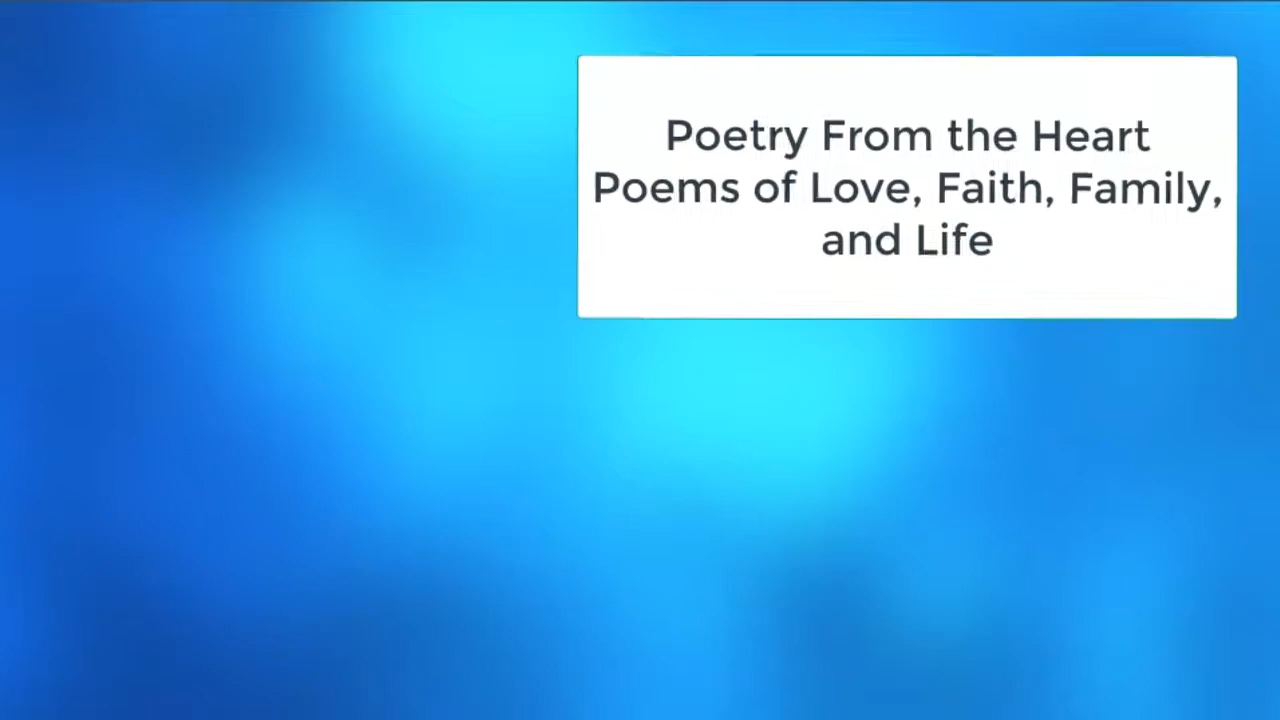 Poetry From the Heart
Poems of Love, Faith, Family,
and Life